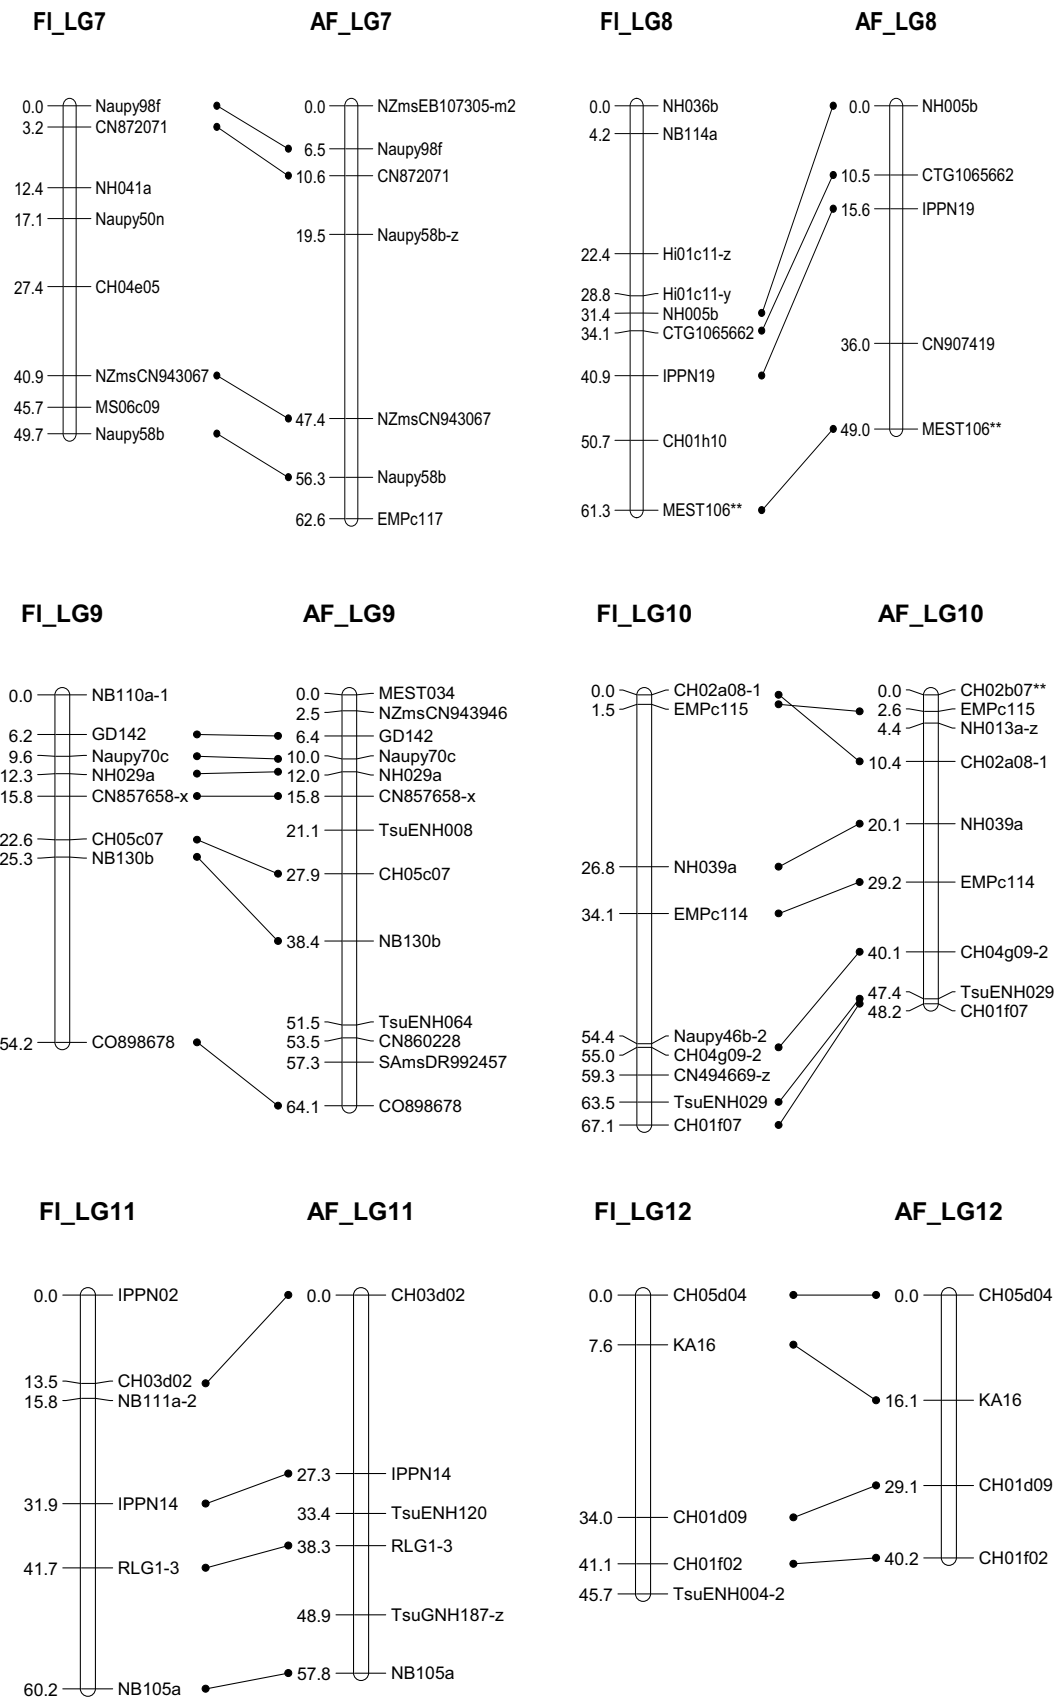 FI_LG7
0.0 Naupy98f
3.2 CN872071
12.4 NH041a
17.1 Naupy50n
27.4 CH04e05
40.9 NZmsCN943067
45.7 MS06c09
49.7 Naupy58b
AF_LG7
0.0 NZmsEB107305-m2
6.5 Naupy98f
10.6 CN872071
19.5 Naupy58b-z
47.4 NZmsCN943067
56.3 Naupy58b
62.6 EMPc117
FI_LG8
0.0 NH036b
4.2 NB114a
22.4 Hi01c11-z
28.8 Hi01c11-y
31.4 NH005b
34.1 CTG1065662
40.9 IPPN19
50.7 CH01h10
61.3 MEST106**
AF_LG8
0.0 NH005b
10.5 CTG1065662
15.6 IPPN19
36.0 CN907419
49.0 MEST106**
FI_LG9
0.0 NB110a-1
6.2 GD142
9.6 Naupy70c
12.3 NH029a
15.8 CN857658-x
22.6 CH05c07
25.3 NB130b
54.2 CO898678
AF_LG9
0.0 MEST034
2.5 NZmsCN943946
6.4 GD142
10.0 Naupy70c
12.0 NH029a
15.8 CN857658-x
21.1 TsuENH008
27.9 CH05c07
38.4 NB130b
51.5 TsuENH064
53.5 CN860228
57.3 SAmsDR992457
64.1 CO898678
FI_LG10
0.0 CH02a08-1
1.5 EMPc115
26.8 NH039a
34.1 EMPc114
54.4 Naupy46b-2
55.0 CH04g09-2
59.3 CN494669-z
63.5 TsuENH029
67.1 CH01f07
AF_LG10
0.0 CH02b07**
2.6 EMPc115
4.4 NH013a-z
10.4 CH02a08-1
20.1 NH039a
29.2 EMPc114
40.1 CH04g09-2
47.4 TsuENH029
48.2 CH01f07
FI_LG11
0.0 IPPN02
13.5 CH03d02
15.8 NB111a-2
31.9 IPPN14
41.7 RLG1-3
60.2 NB105a
AF_LG11
0.0 CH03d02
27.3 IPPN14
33.4 TsuENH120
38.3 RLG1-3
48.9 TsuGNH187-z
57.8 NB105a
FI_LG12
0.0 CH05d04
7.6 KA16
34.0 CH01d09
41.1 CH01f02
45.7 TsuENH004-2
AF_LG12
0.0 CH05d04
16.1 KA16
29.1 CH01d09
40.2 CH01f02